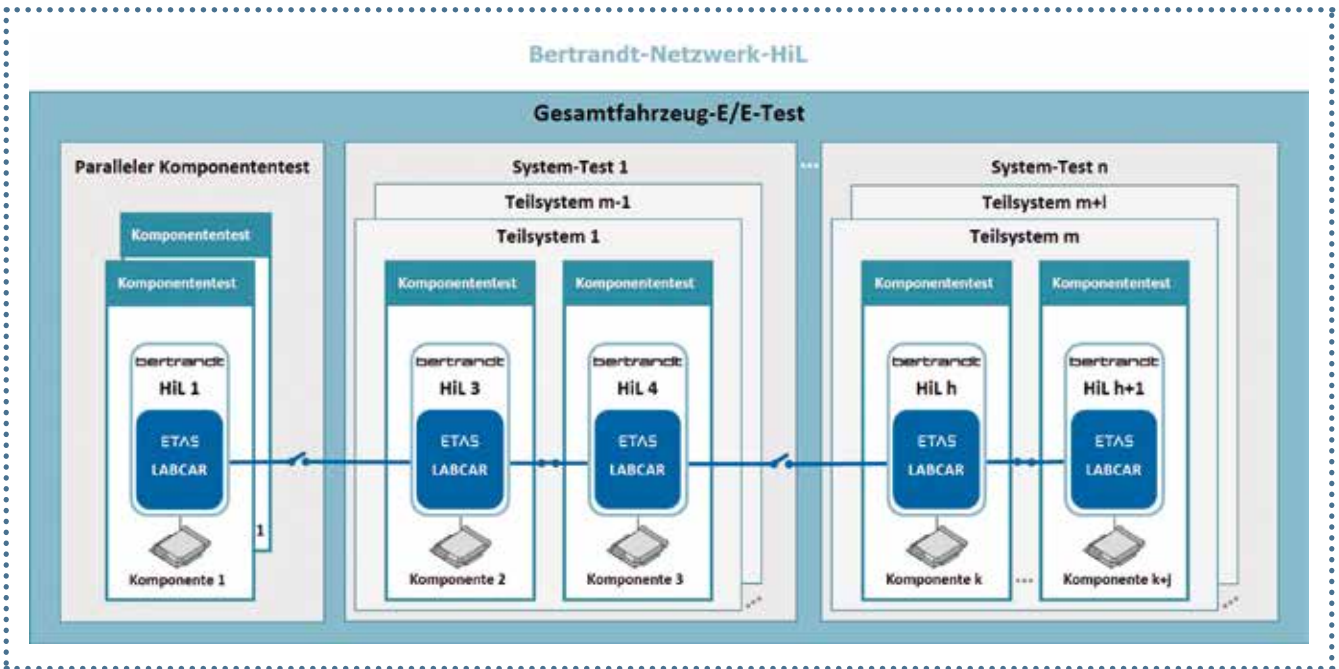 Bertrandt-Netzwerk-HiL
Gesamtfahrzeug-E/E-Test
Paralleler Komponententest
Komponententest
Komponententest
bertrandt
HiL 1
ETAS
LABCAR
1
Komponente 1
System-Test 1
Teilsystem m-1
Teilsystem 1
Komponententest
bertrandt
HiL 3
ETAS
LABCAR
Komponente 2
Komponententest
bertrandt
HiL 4
ETAS
LABCAR
Komponente 3
...
...
System-Test n
Teilsystem m+l
Teilsystem m
Komponententest
bertrandt
HiL h
ETAS
LABCAR
Komponente k
...
Komponententest
bertrandt
HiL h+1
ETAS
LABCAR
Komponente k+j
...